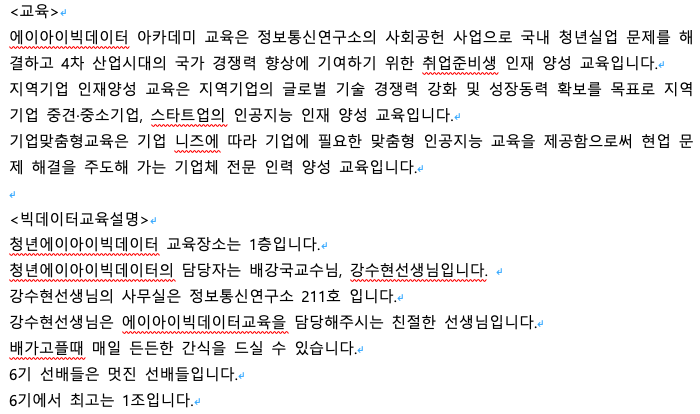 <교육>
에이아이빅데이터 아카데미 교육은 정보통신연구소의 사회공헌 사업으로 국내 청년실업 문제를 해
결하고 4차 산업시대의 국가 경쟁력 향상에 기여하기 위한 취업준비생 인재 양성 교육입니다.
지역기업 인재양성 교육은 지역기업의 글로벌 기술 경쟁력 강화 및 성장동력 확보를 목표로 지역
기업 중견·중소기업, 스타트업의 인공지능 인재 양성 교육입니다.
기업맞춤형교육은 기업 니즈에 따라 기업에 필요한 맞춤형 인공지능 교육을 제공함으로써 현업 문
제 해결을 주도해 가는 기업체 전문 인력 양성 교육입니다.
<빅데이터교육설명>
청년에이아이빅데이터 교육장소는 1층입니다.
청년에이아이빅데이터의 담당자는 배강국교수님, 강수현선생님입니다.
강수현선생님의 사무실은 정보통신연구소 211호 입니다.
강수현선생님은 에이아이빅데이터교육을 담당해주시는 친절한 선생님입니다.
배가고플때 매일 든든한 간식을 드실 수 있습니다.
6기 선배들은 멋진 선배들입니다.
6기에서 최고는 1조입니다.